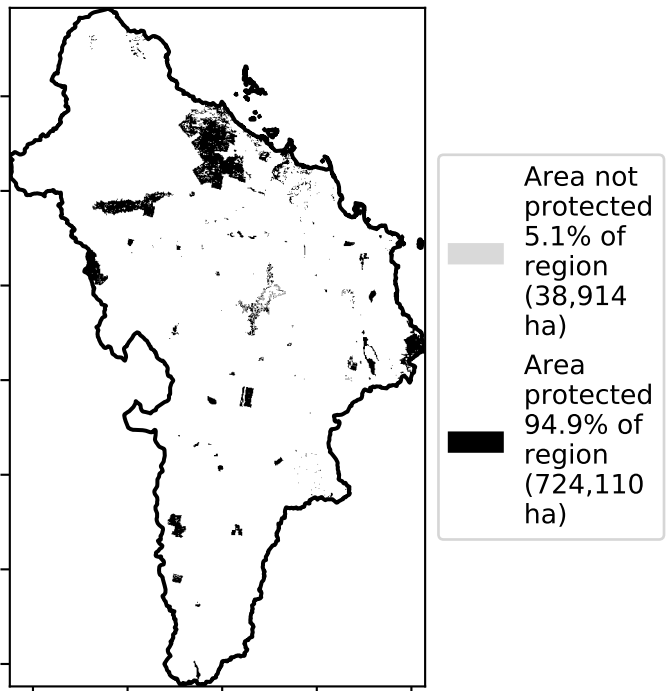 Area not
protected
5.1% of
region
(38,914
ha)
Area
protected
94.9% of
region
(724,110
ha)